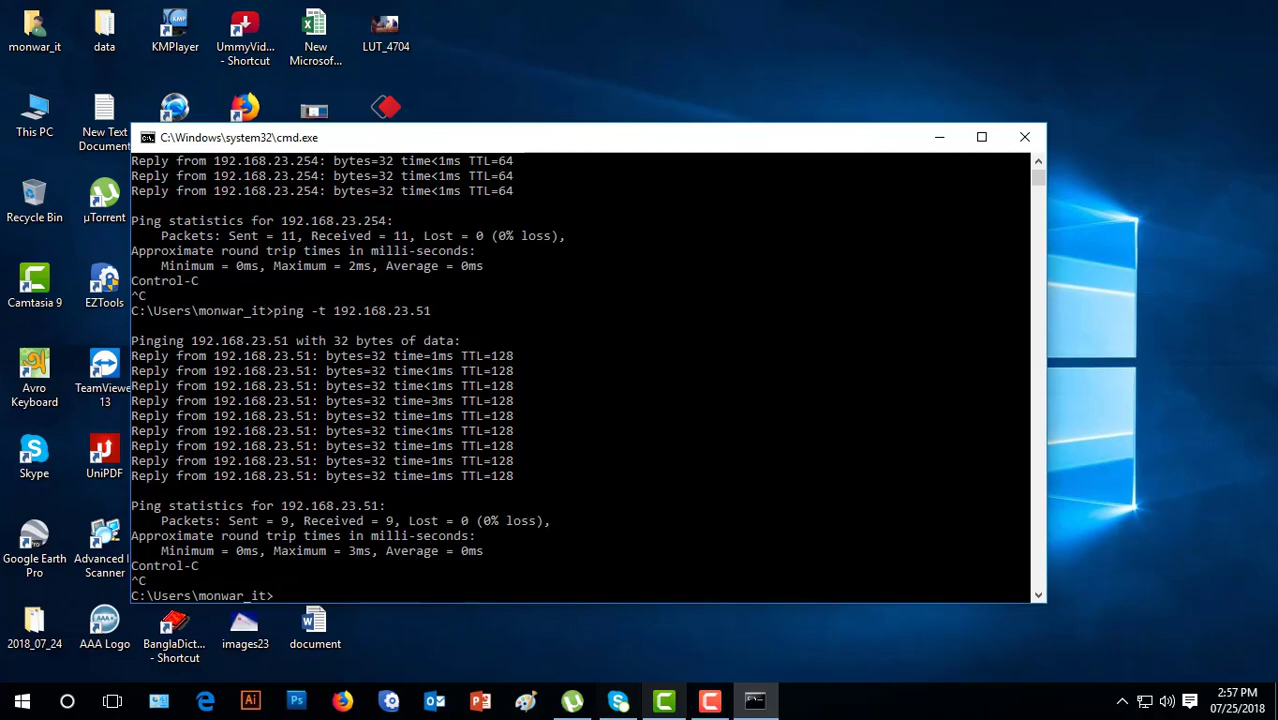 monwar_it
data
KMPlayer
UmmyVid...
- Shortcut
New
Microsof...
LUT_4704
This PC
New Text
Document
C:\Windows\system32\cmd.exe
Reply from 192.168.23.254: bytes=32 time<1ms TTL=64
Reply from 192.168.23.254: bytes=32 time<1ms TTL=64
Reply from 192.168.23.254: bytes=32 time<1ms TTL=64
Ping statistics for 192.168.23.254:
Packets: Sent = 11, Received = 11, Lost = 0 (0% loss),
Approximate round trip times in milli-seconds:
Minimum = 0ms, Maximum = 2ms, Average = 0ms
Control-C
^C
C:\Users\monwar_it>ping -t 192.168.23.51
Pinging 192.168.23.51 with 32 bytes of data:
Reply from 192.168.23.51: bytes=32 time=1ms TTL=128
Reply from 192.168.23.51: bytes=32 time<1ms TTL=128
Reply from 192.168.23.51: bytes=32 time<1ms TTL=128
Reply from 192.168.23.51: bytes=32 time=3ms TTL=128
Reply from 192.168.23.51: bytes=32 time=1ms TTL=128
Reply from 192.168.23.51: bytes=32 time<1ms TTL=128
Reply from 192.168.23.51: bytes=32 time=1ms TTL=128
Reply from 192.168.23.51: bytes=32 time=1ms TTL=128
Reply from 192.168.23.51: bytes=32 time=1ms TTL=128
Ping statistics for 192.168.23.51:
Packets: Sent = 9, Received = 9, Lost = 0 (0% loss),
Approximate round trip times in milli-seconds:
Minimum = 0ms, Maximum = 3ms, Average = 0ms
Control-C
^C
C:\Users\monwar_it>
Recycle Bin
µTorrent
Camtasia 9
EZTools
Avro
Keyboard
TeamViewe
13
Skype
UniPDF
Google Earth
Pro
Advanced I
Scanner
2018_07_24
AAA Logo
BanglaDict...
- Shortcut
images23
document
2:57 PM
07/25/2018